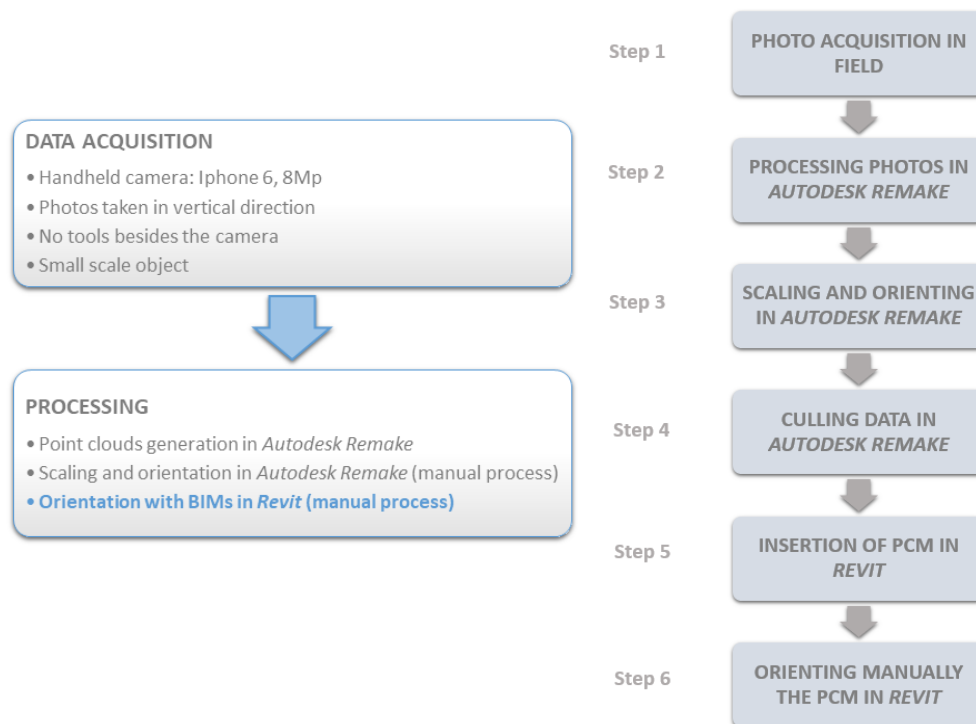 DATA ACQUISITION
• Handheld camera: Iphone 6, 8Mp
• Photos taken in vertical direction
• No tools besides the camera
• Small scale object
PROCESSING
• Point clouds generation in Autodesk Remake
• Scaling and orientation in Autodesk Remake (manual process)
• Orientation with BIMs in Revit (manual process)
Step 1
PHOTO ACQUISITION IN
FIELD
Step 2
PROCESSING PHOTOS IN
AUTODESK REMAKE
Step 3
SCALING AND ORIENTING
IN AUTODESK REMAKE
Step 4
CULLING DATA IN
AUTODESK REMAKE
Step 5
INSERTION OF PCM IN
REVIT
Step 6
ORIENTING MANUALLY
THE PCM IN REVIT